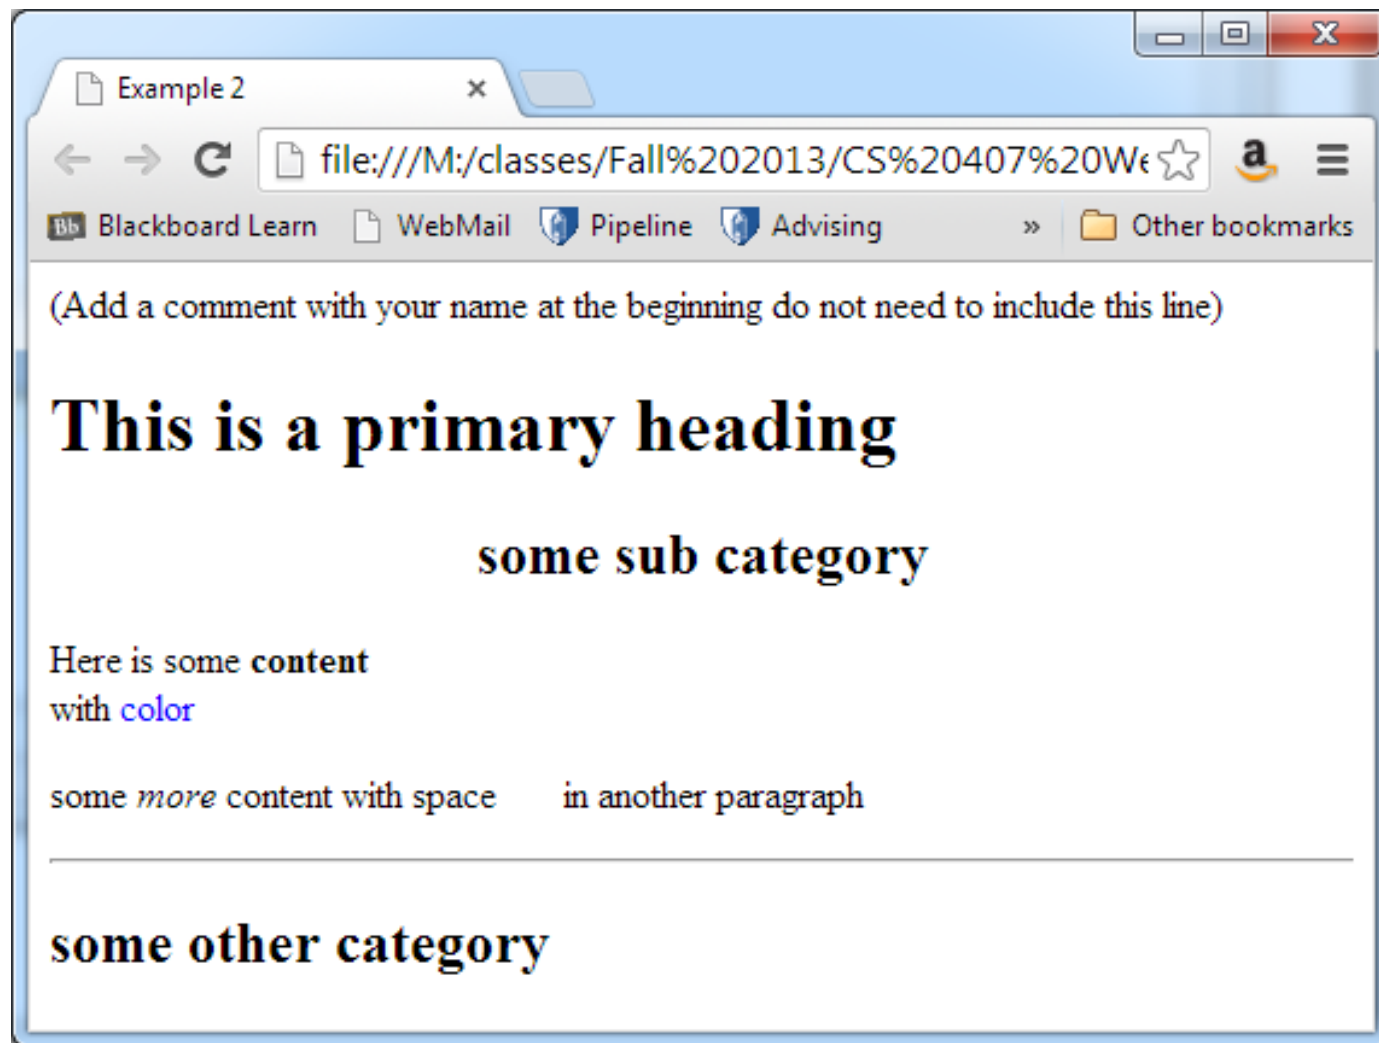 Example 2
file:///M:/classes/Fall%202013/CS%20407%20We
Blackboard Learn WebMail Pipeline Advising » Other bookmarks
(Add a comment with your name at the beginning do not need to include this line)
This is a primary heading
some sub category
Here is some content
with color
some more content with space in another paragraph
some other category